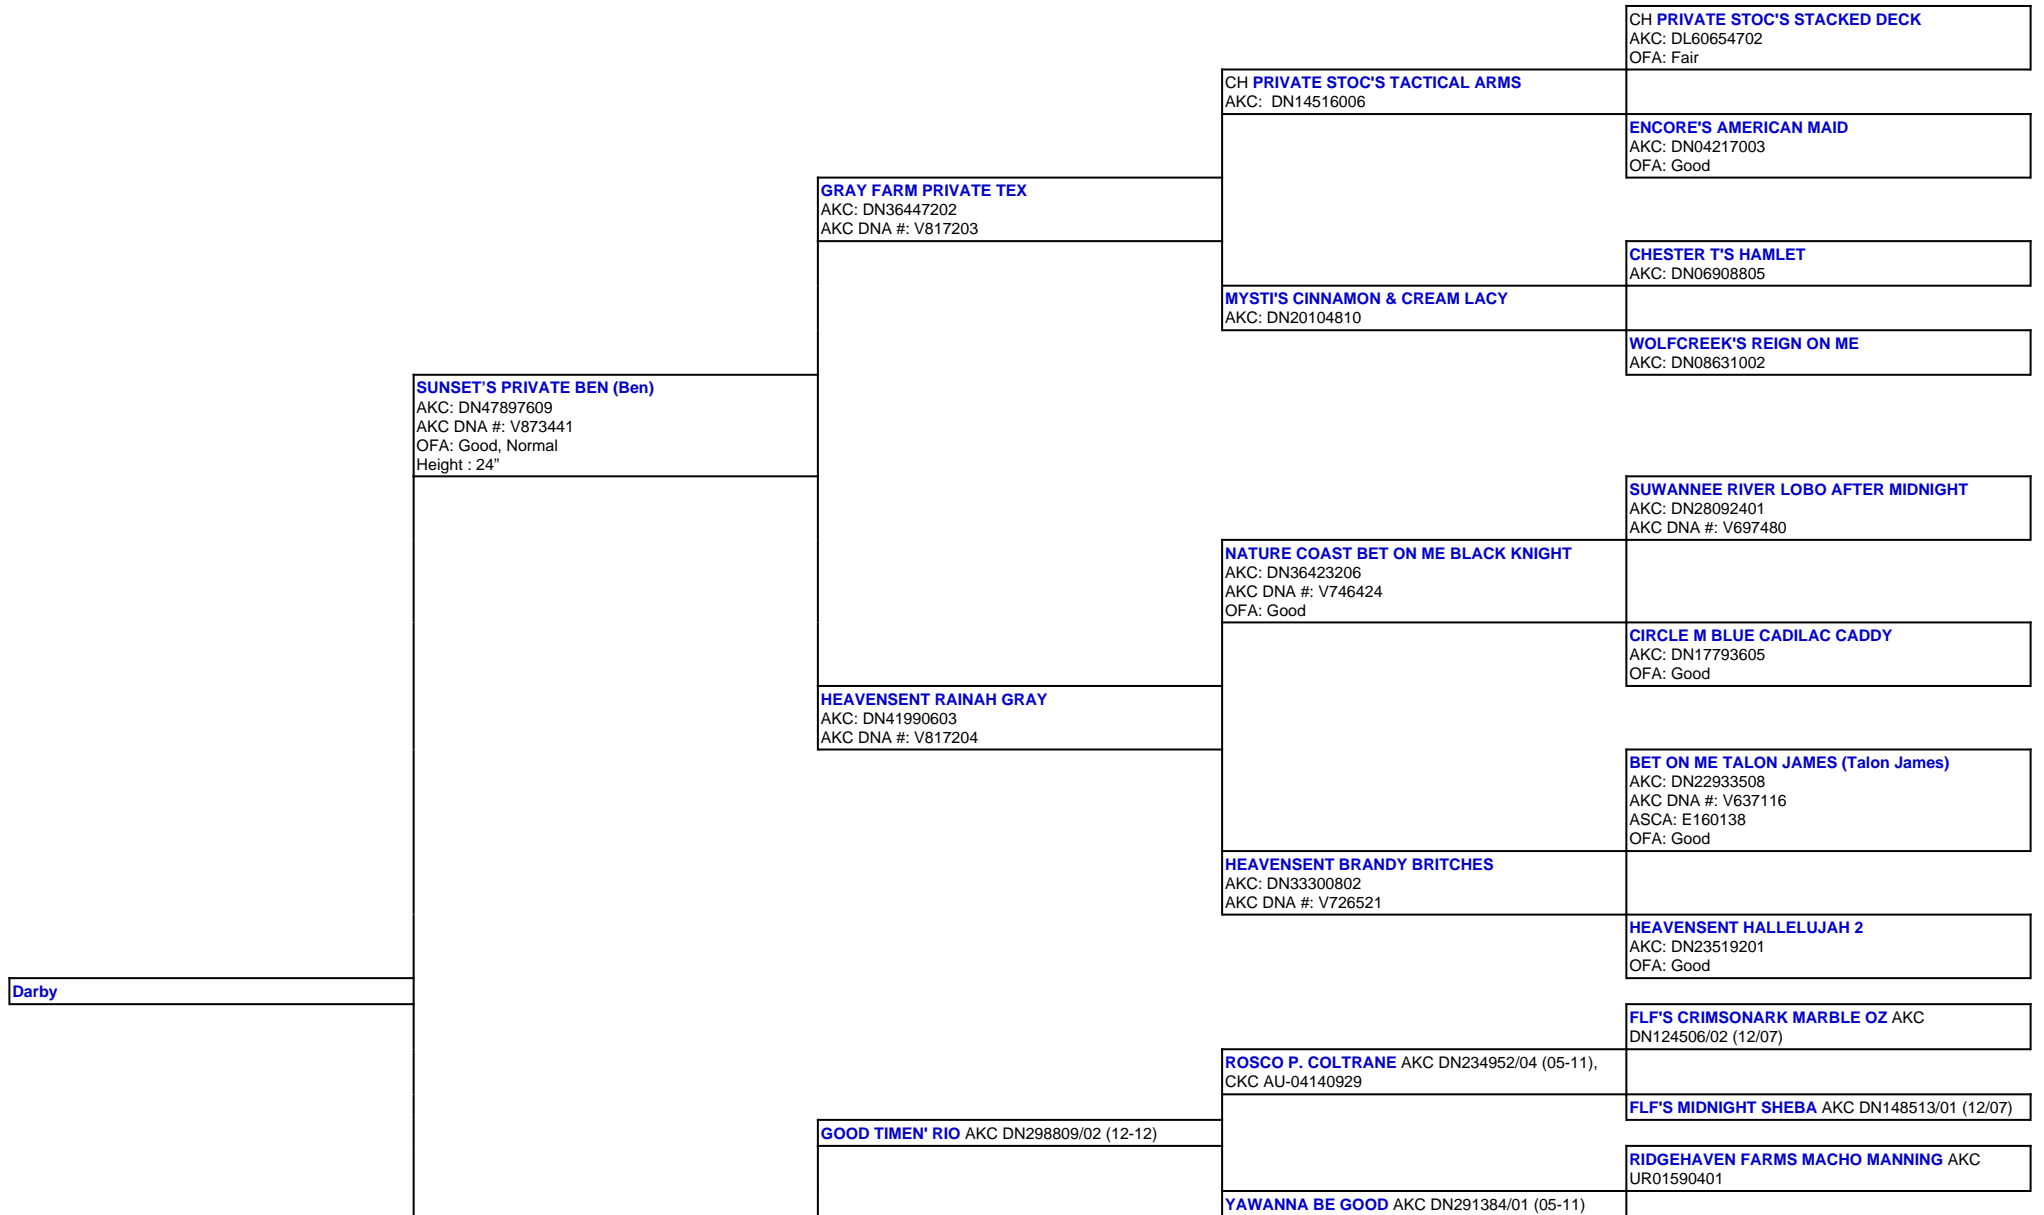 CH PRIVATE STOC'S STACKED DECK
AKC: DL60654702
OFA: Fair
CH PRIVATE STOC'S TACTICAL ARMS
AKC:  DN14516006
ENCORE'S AMERICAN MAID
AKC: DN04217003
OFA: Good
GRAY FARM PRIVATE TEX
AKC: DN36447202
AKC DNA #: V817203
CHESTER T'S HAMLET
AKC: DN06908805
MYSTI'S CINNAMON & CREAM LACY
AKC: DN20104810
WOLFCREEK'S REIGN ON ME
AKC: DN08631002
SUNSET’S PRIVATE BEN (Ben)
AKC: DN47897609
AKC DNA #: V873441
OFA: Good, Normal
Height : 24”
SUWANNEE RIVER LOBO AFTER MIDNIGHT
AKC: DN28092401
AKC DNA #: V697480
NATURE COAST BET ON ME BLACK KNIGHT
AKC: DN36423206
AKC DNA #: V746424
OFA: Good
CIRCLE M BLUE CADILAC CADDY
AKC: DN17793605
OFA: Good
HEAVENSENT RAINAH GRAY
AKC: DN41990603
AKC DNA #: V817204
BET ON ME TALON JAMES (Talon James)
AKC: DN22933508
AKC DNA #: V637116
ASCA: E160138
OFA: Good
HEAVENSENT BRANDY BRITCHES
AKC: DN33300802
AKC DNA #: V726521
HEAVENSENT HALLELUJAH 2
AKC: DN23519201
OFA: Good
Darby
FLF'S CRIMSONARK MARBLE OZ AKC
DN124506/02 (12/07)
ROSCO P. COLTRANE AKC DN234952/04 (05-11),
CKC AU-04140929
FLF'S MIDNIGHT SHEBA AKC DN148513/01 (12/07)
GOOD TIMEN' RIO AKC DN298809/02 (12-12)
RIDGEHAVEN FARMS MACHO MANNING AKC
UR01590401
YAWANNA BE GOOD AKC DN291384/01 (05-11)